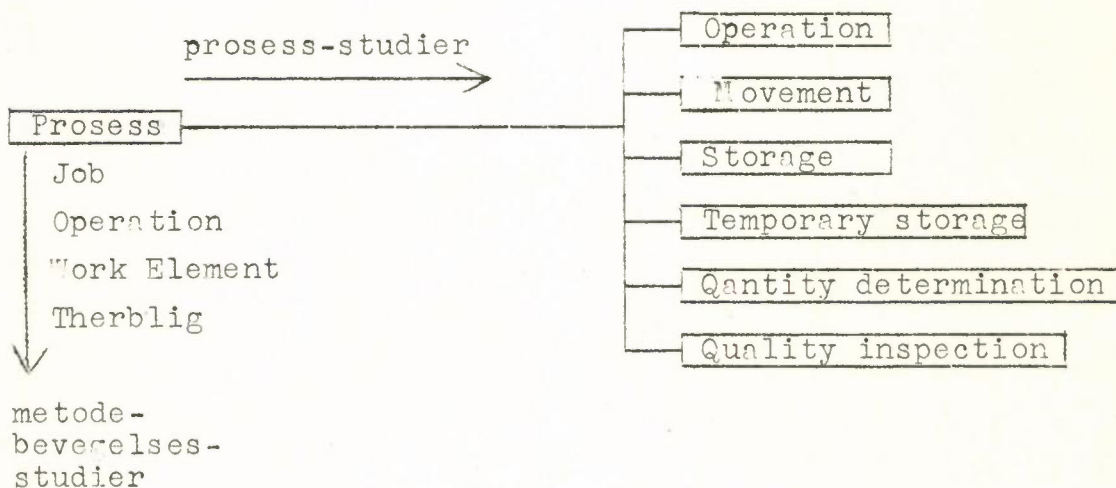 prosess-studier
Prosess
Job
Operation
Work Element
Therblig
metode-
bevegelses-
studier
Operation
Movement
Storage
Temporary storage
Qantity determination
Quality inspection